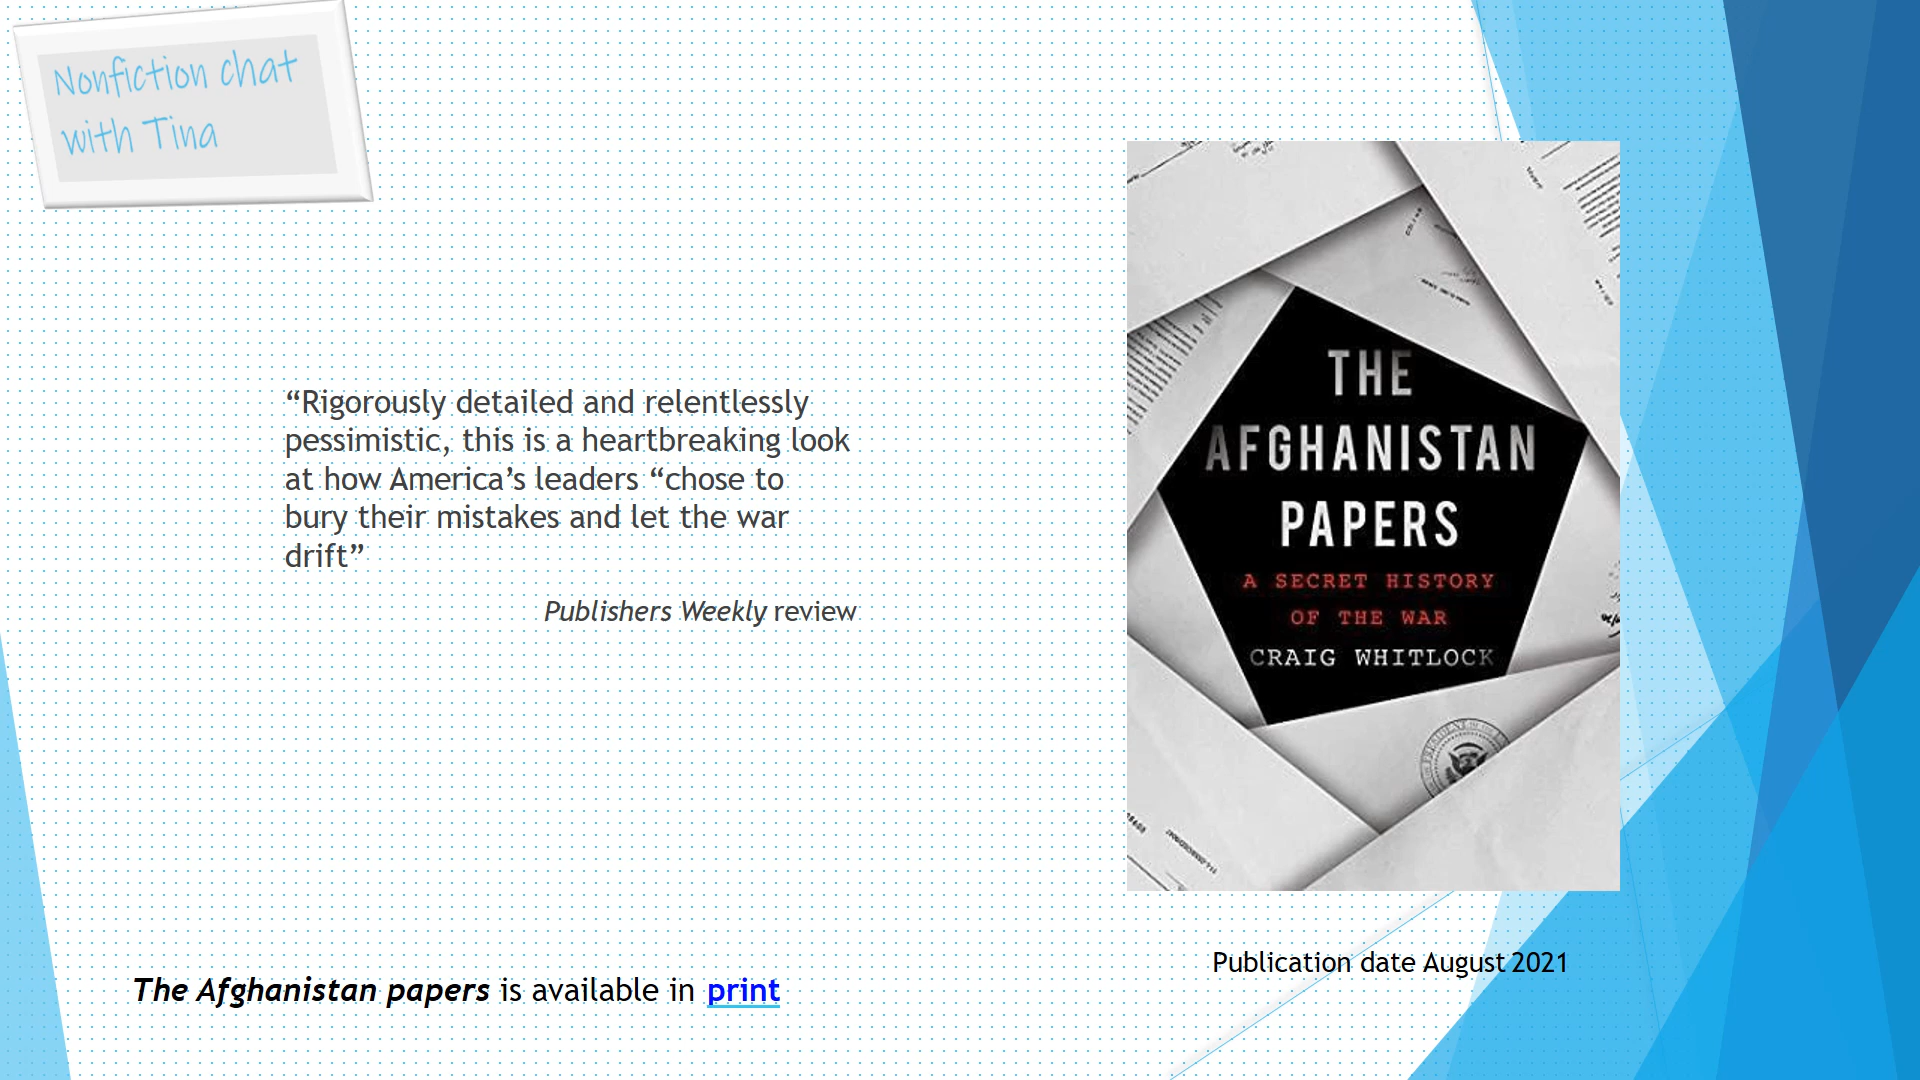 Nonfiction chat
with Tina
“Rigorously detailed and relentlessly
pessimistic, this is a heartbreaking look
at how America’s leaders “chose to
bury their mistakes and let the war
drift”
Publishers Weekly review
THE
AFGHANISTAN
PAPERS
A SECRET HISTORY
OF THE WAR
CRAIG WHITLOCK
Publication date August 2021
The Afghanistan papers is available in print